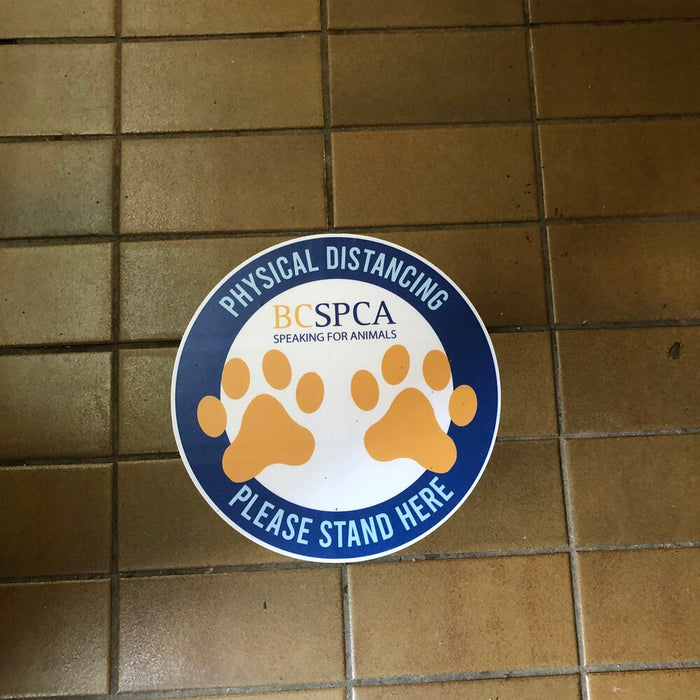 PHYSICAL DISTANCING
BCSPCA
SPEAKING FOR ANIMALS
PLEASE STAND HERE